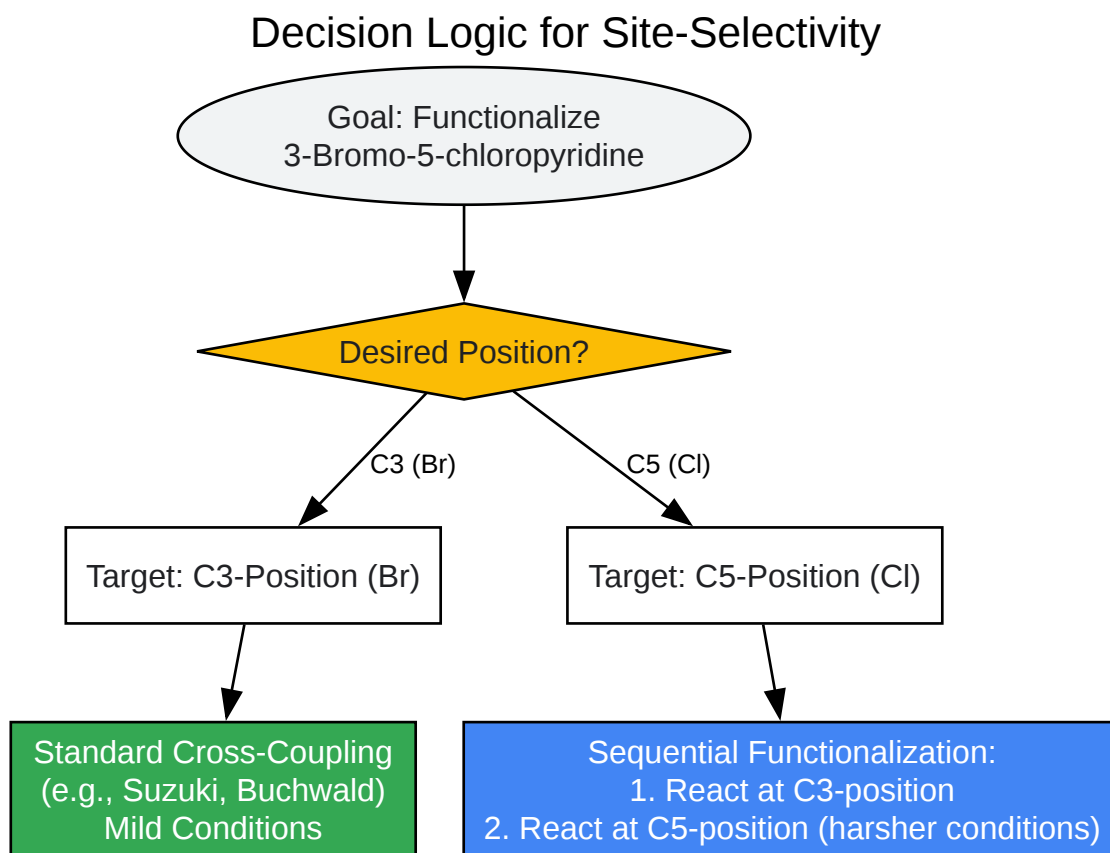 Decision Logic for Site-Selectivity
Goal: Functionalize
3-Bromo-5-chloropyridine
Desired Position?
C3 (Br)
C5 (Cl)
Target: C3-Position (Br)
Target: C5-Position (Cl)
Standard Cross-Coupling
(e.g., Suzuki, Buchwald)
Mild Conditions
Sequential Functionalization:
1. React at C3-position
2. React at C5-position (harsher conditions)